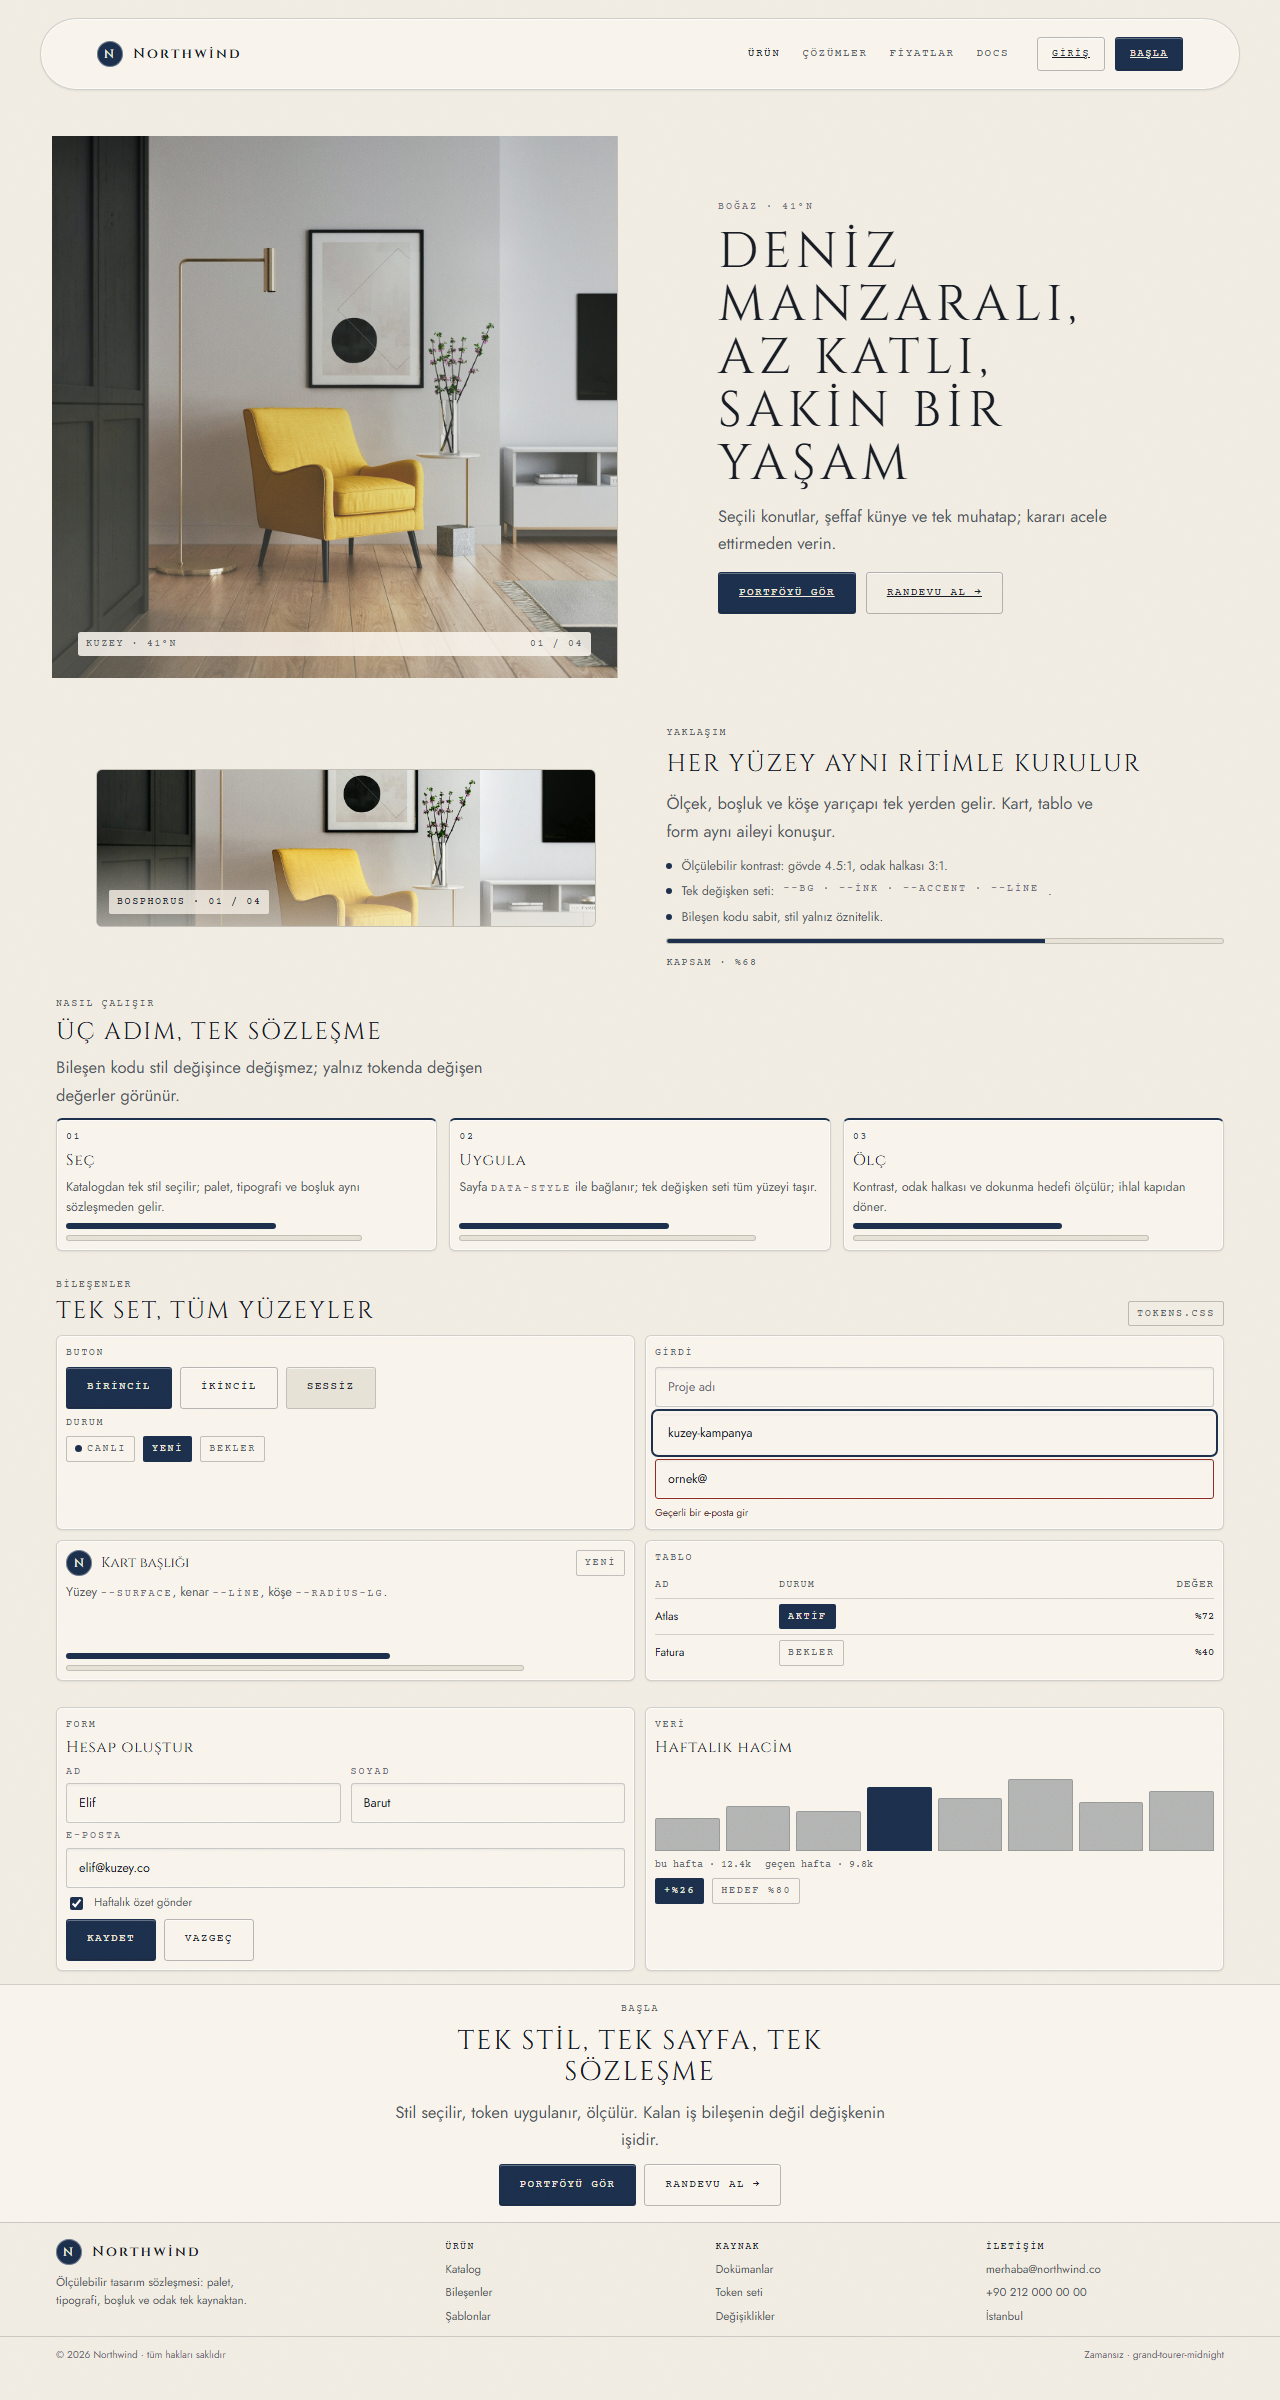 N NORTHWİND
ÜRÜN ÇÖZÜMLER FİYATLAR DOCS GİRİŞ BAŞLA
KUZEY · 41°N 01 / 04
BOĞAZ · 41°N
DENİZ
MANZARALI,
AZ KATLI,
SAKİN BİR
YAŞAM
Seçili konutlar, şeffaf künye ve tek muhatap; kararı acele
ettirmeden verin.
PORTFÖYÜ GÖR RANDEVU AL →
BOSPHORUS · 01 / 04
YAKLAŞIM
HER YÜZEY AYNI RİTİMLE KURULUR
Ölçek, boşluk ve köşe yarıçapı tek yerden gelir. Kart, tablo ve
form aynı aileyi konuşur.
Ölçülebilir kontrast: gövde 4.5:1, odak halkası 3:1.
Tek değişken seti: --BG · --İNK · --ACCENT · --LİNE .
Bileşen kodu sabit, stil yalnız öznitelik.
KAPSAM · %68
NASIL ÇALIŞIR
ÜÇ ADIM, TEK SÖZLEŞME
Bileşen kodu stil değişince değişmez; yalnız tokenda değişen
değerler görünür.
01
SEÇ
Katalogdan tek stil seçilir; palet, tipografi ve boşluk aynı
sözleşmeden gelir.
02
UYGULA
Sayfa DATA-STYLE ile bağlanır; tek değişken seti tüm yüzeyi taşır.
03
ÖLÇ
Kontrast, odak halkası ve dokunma hedefi ölçülür; ihlal kapıdan
döner.
BİLEŞENLER
TEK SET, TÜM YÜZEYLER
TOKENS.CSS
BUTON
BİRİNCİL İKİNCİL SESSİZ
DURUM
CANLI YENİ BEKLER
GİRDİ
Proje adı
kuzey-kampanya
ornek@
Geçerli bir e-posta gir
N KART BAŞLIĞI YENİ
Yüzey --SURFACE, kenar --LİNE, köşe --RADİUS-LG.
TABLO
AD DURUM DEĞER
Atlas AKTİF %72
Fatura BEKLER %40
FORM
HESAP OLUŞTUR
AD SOYAD
Elif Barut
E-POSTA
elif@kuzey.co
Haftalık özet gönder
KAYDET VAZGEÇ
VERİ
HAFTALIK HACİM
bu hafta · 12.4k geçen hafta · 9.8k
+%26 HEDEF %80
BAŞLA
TEK STİL, TEK SAYFA, TEK
SÖZLEŞME
Stil seçilir, token uygulanır, ölçülür. Kalan iş bileşenin değil değişkenin
işidir.
PORTFÖYÜ GÖR RANDEVU AL →
N NORTHWİND
Ölçülebilir tasarım sözleşmesi: palet,
tipografi, boşluk ve odak tek kaynaktan.
ÜRÜN
Katalog
Bileşenler
Şablonlar
KAYNAK
Dokümanlar
Token seti
Değişiklikler
İLETİŞİM
merhaba@northwind.co
+90 212 000 00 00
İstanbul
© 2026 Northwind · tüm hakları saklıdır
Zamansız · grand-tourer-midnight